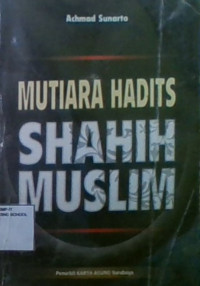 Achmad Sunarto
MUTIARA HADITS
SHAHIH
MUSLIM
Penerbit KARYA AGUNG Surabaya